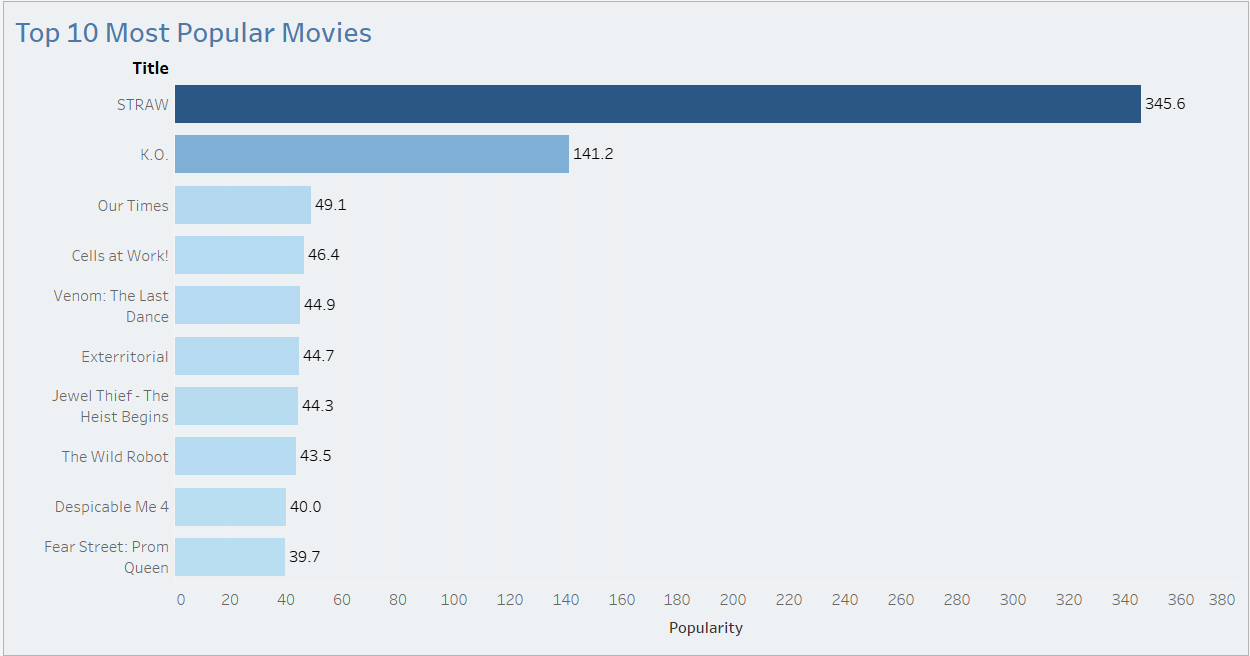 Top 10 Most Popular Movies
Title
STRAW 345.6
K.O. 141.2
Our Times 49.1
Cells at Work! 46.4
Venom: The Last
Dance 44.9
Exterritorial 44.7
Jewel Thief - The
Heist Begins 44.3
The Wild Robot 43.5
Despicable Me 4 40.0
Fear Street: Prom
Queen 39.7
0 20 40 60 80 100 120 140 160 180 200 220 240 260 280 300 320 340 360 380
Popularity